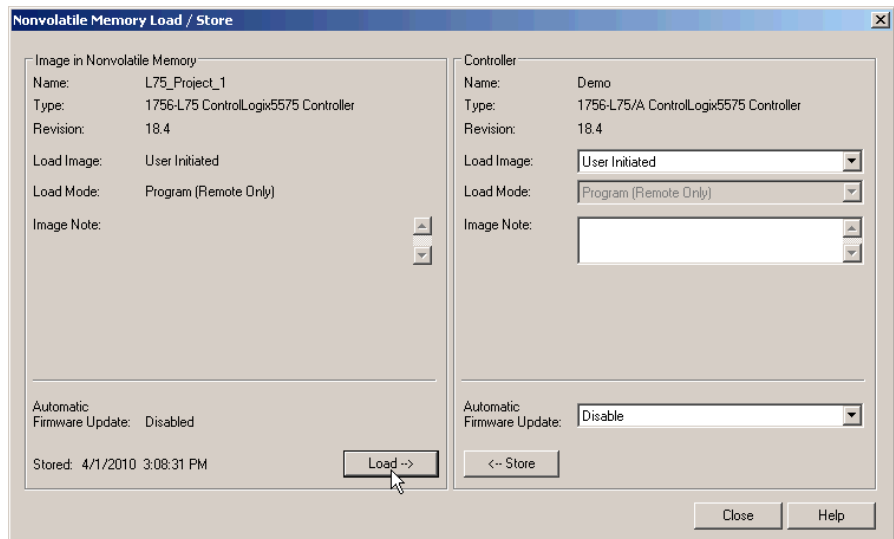 Nonvolatile Memory Load / Store
Image in Nonvolatile Memory
Name: L75_Project_1
Type: 1756-L75 ControlLogix5575 Controller
Revision: 18.4
Load Image: User Initiated
Load Mode: Program (Remote Only)
Image Note:
Automatic
Firmware Update: Disabled
Stored: 4/1/2010 3:08:31 PM
Load -->
Controller
Name: Demo
Type: 1756-L75/A ControlLogix5575 Controller
Revision: 18.4
Load Image: User Initiated
Load Mode: Program (Remote Only)
Image Note:
Automatic
Firmware Update: Disable
<-- Store
Close
Help